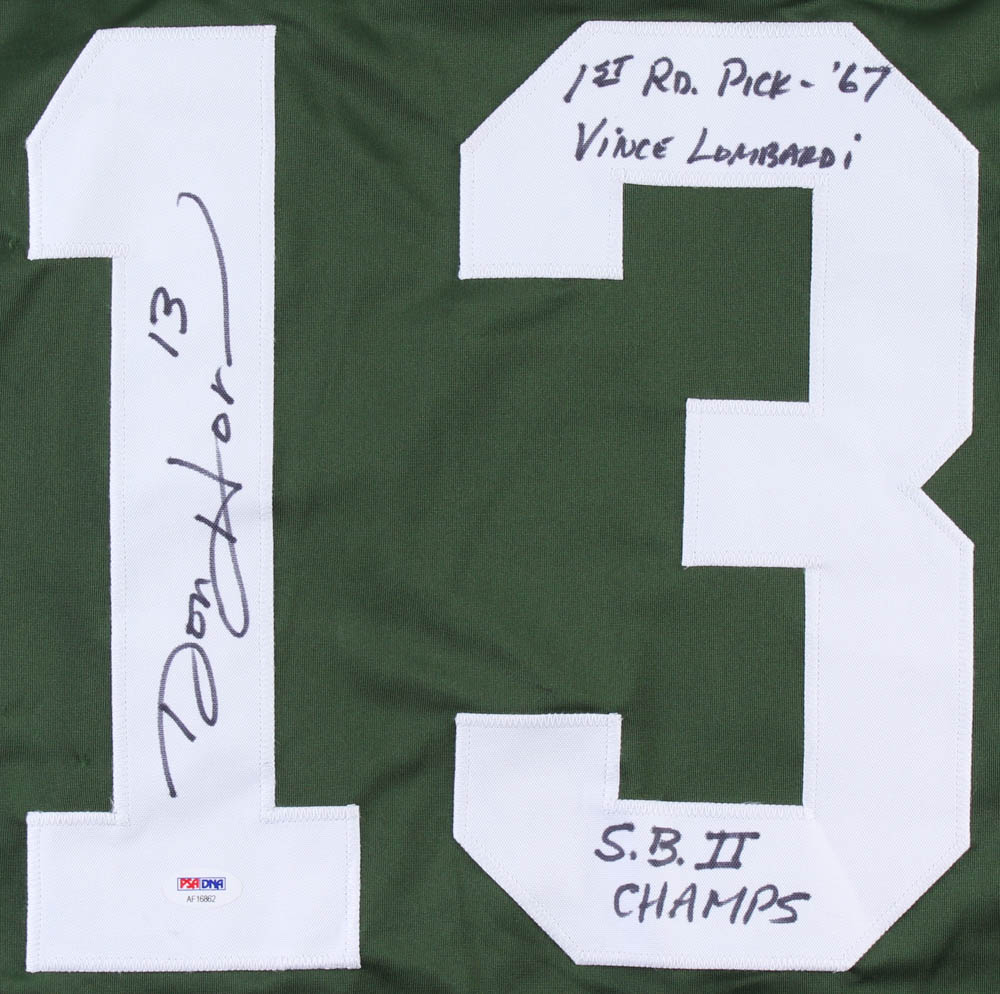 13
1ST RD. PICK - '67
VINCE LOMBARDi
Don Horn 13
S.B. II
CHAMPS
PSA DNA
AF16862